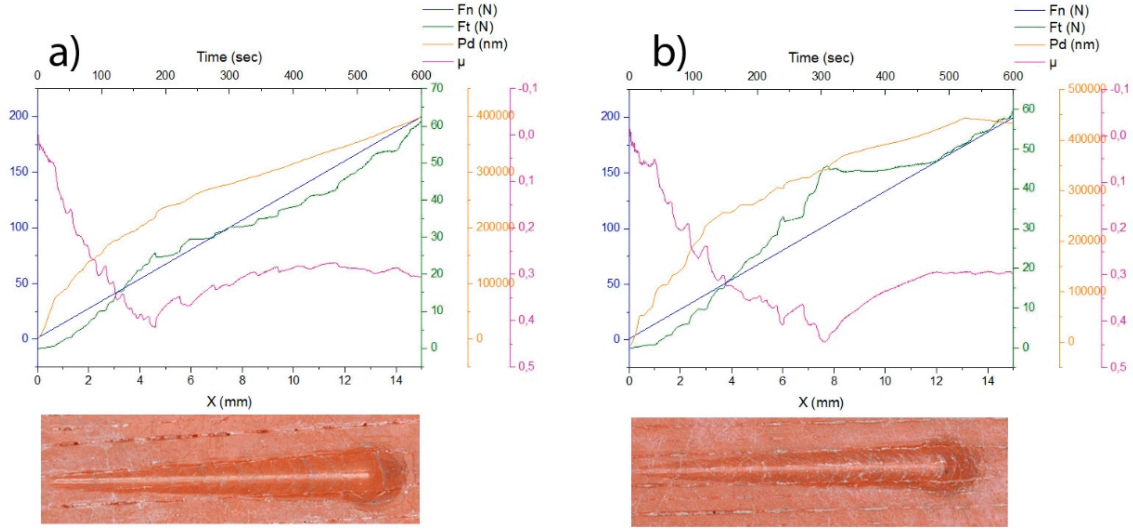 a)
Fn (N)
Ft (N)
Pd (nm)
µ
Time (sec)
0 100 200 300 400 500 600
200
150
100
50
0
70
60
50
40
30
20
10
0
400000
300000
200000
100000
0
-0,1
0,0
0,1
0,2
0,3
0,4
0,5
0 2 4 6 8 10 12 14
X (mm)
b)
Fn (N)
Ft (N)
Pd (nm)
µ
Time (sec)
0 100 200 300 400 500 600
200
150
100
50
0
60
50
40
30
20
10
0
500000
400000
300000
200000
100000
0
-0,1
0,0
0,1
0,2
0,3
0,4
0,5
0 2 4 6 8 10 12 14
X (mm)